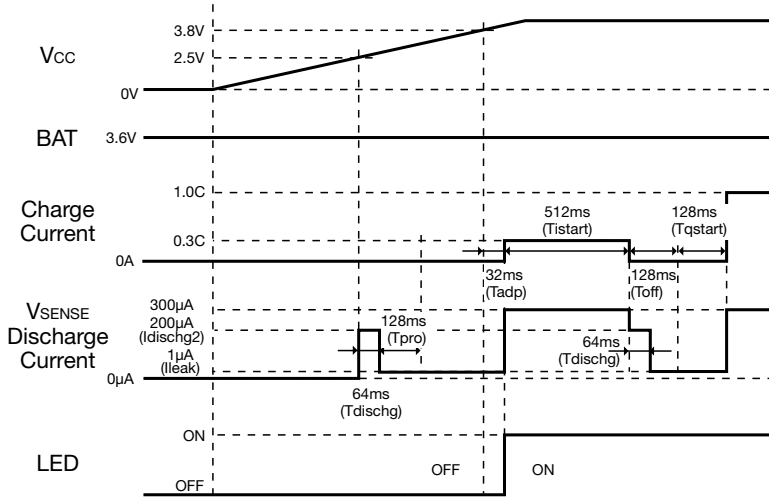 VCC
3.8V
2.5V
0V
BAT
3.6V
Charge
Current
1.0C
0.3C
0A
512ms
(Tistart)
128ms
(Tqstart)
32ms
(Tadp)
128ms
(Toff)
VSENSE
Discharge
Current
300µA
200µA
(Idischg2)
1µA
(Ileak)
0µA
128ms
(Tpro)
64ms
(Tdischg)
64ms
(Tdischg)
LED
ON
OFF
OFF
ON